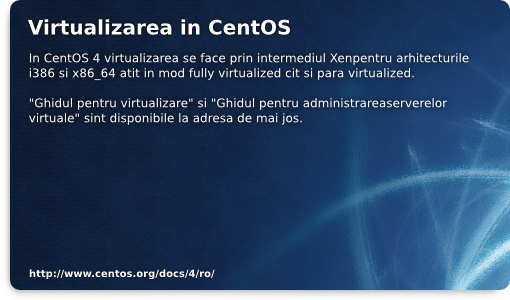 Virtualizarea in CentOS
In CentOS 4 virtualizarea se face prin intermediul Xenpentru arhitecturile
i386 si x86_64 atit in mod fully virtualized cit si para virtualized.
"Ghidul pentru virtualizare" si "Ghidul pentru administrareaserverelor
virtuale" sint disponibile la adresa de mai jos.
http://www.centos.org/docs/4/ro/